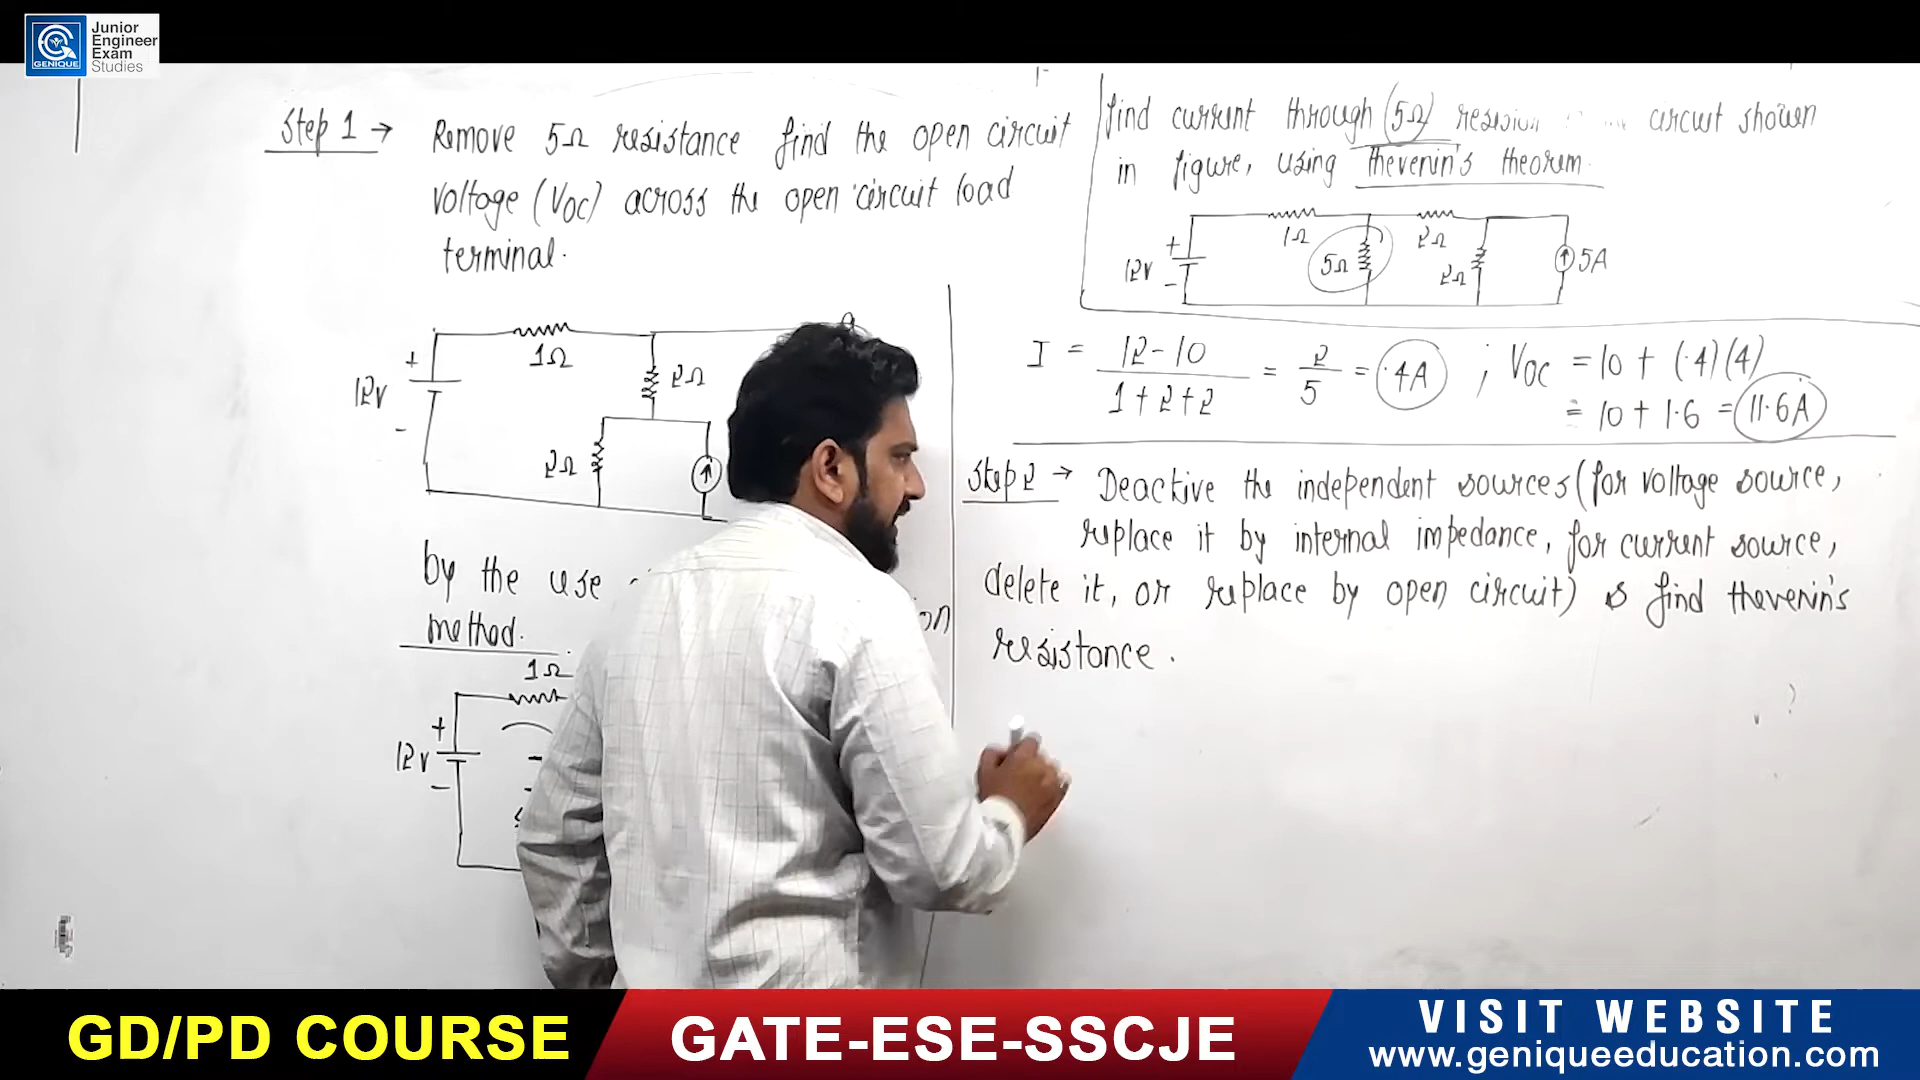 Junior
Engineer
Exam
Studies
GENIQUE
Step 1 → Remove 5Ω resistance find the open circuit
voltage (VOC) across the open circuit load
terminal.
1Ω
+
12v
-
2Ω
2Ω
by the use
method.
1Ω
+
12v
-
find current through (5Ω) circuit shown
in figure, using thevenin's theorem.
1Ω
2Ω
+
12v
-
5Ω
2Ω
5A
I = 12-10 / 1+2+2 = 2/5 = .4A ; VOC = 10 + (.4)(4)
= 10 + 1.6 = 11.6A
Step 2 → Deactive the independent sources (for voltage source,
replace it by internal impedance, for current source,
delete it, or replace by open circuit) & find thevenin's
resistance.
GD/PD COURSE
GATE-ESE-SSCJE
VISIT WEBSITE
www.geniqueeducation.com